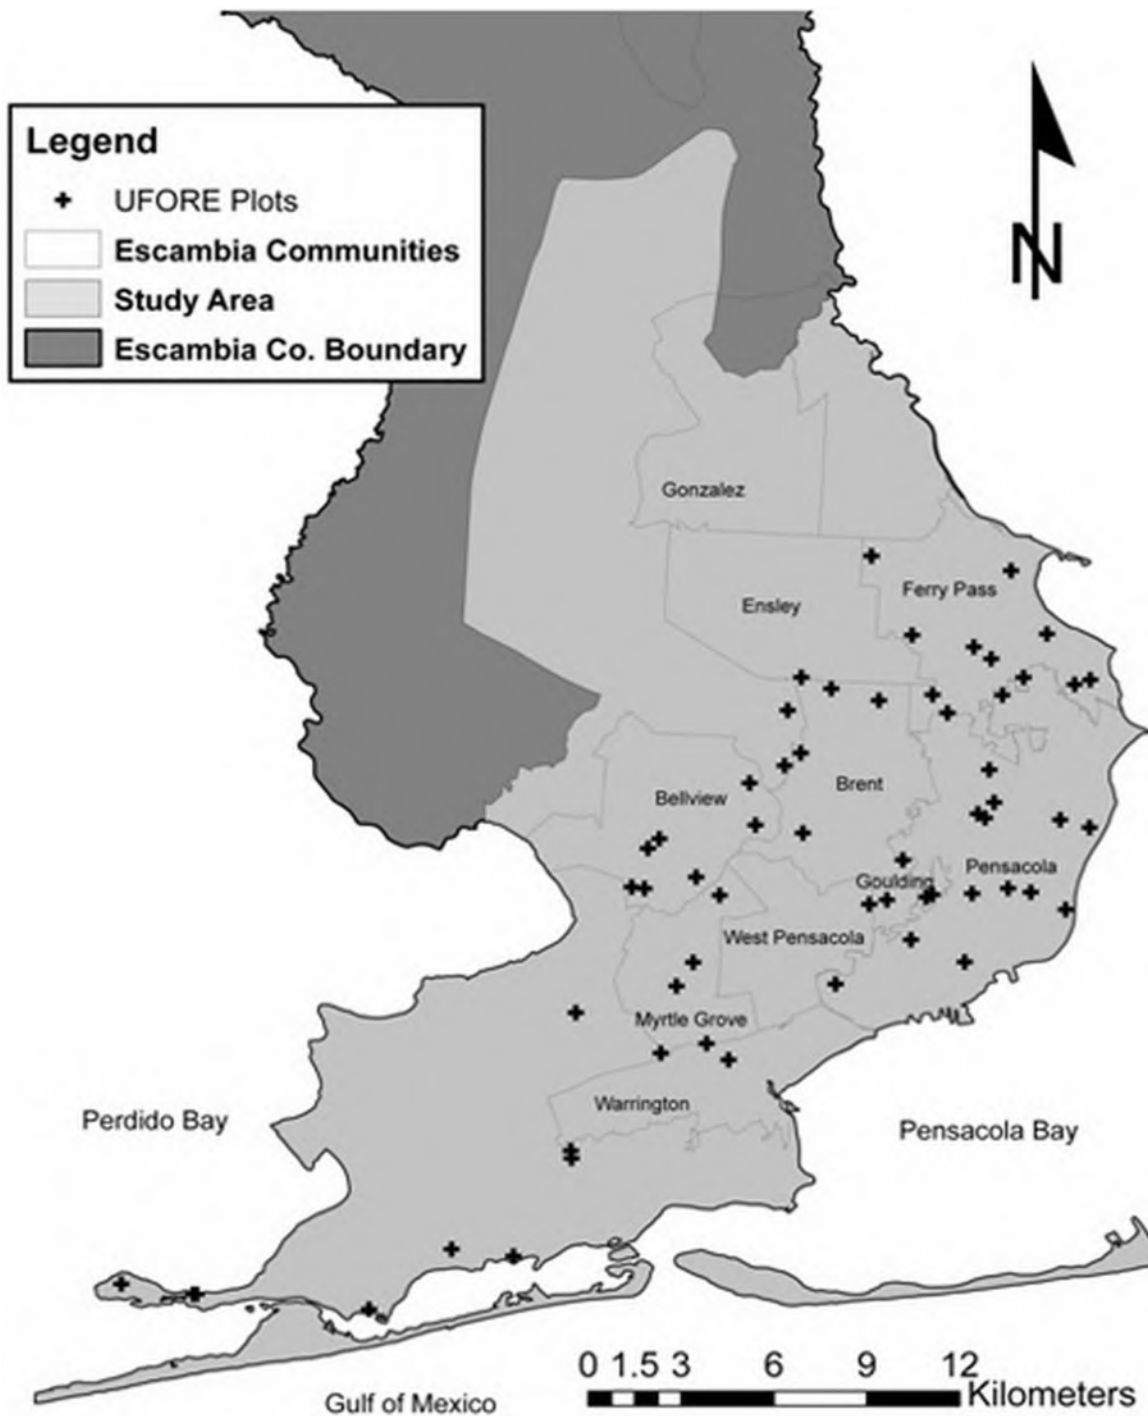 Legend
UFORE Plots
Escambia Communities
Study Area
Escambia Co. Boundary
N
Gonzalez
Ferry Pass
Ensley
Brent
Bellview
Pensacola
Goulding
West Pensacola
Myrtle Grove
Warrington
Perdido Bay
Pensacola Bay
0 1.5 3 6 9 12
Kilometers
Gulf of Mexico